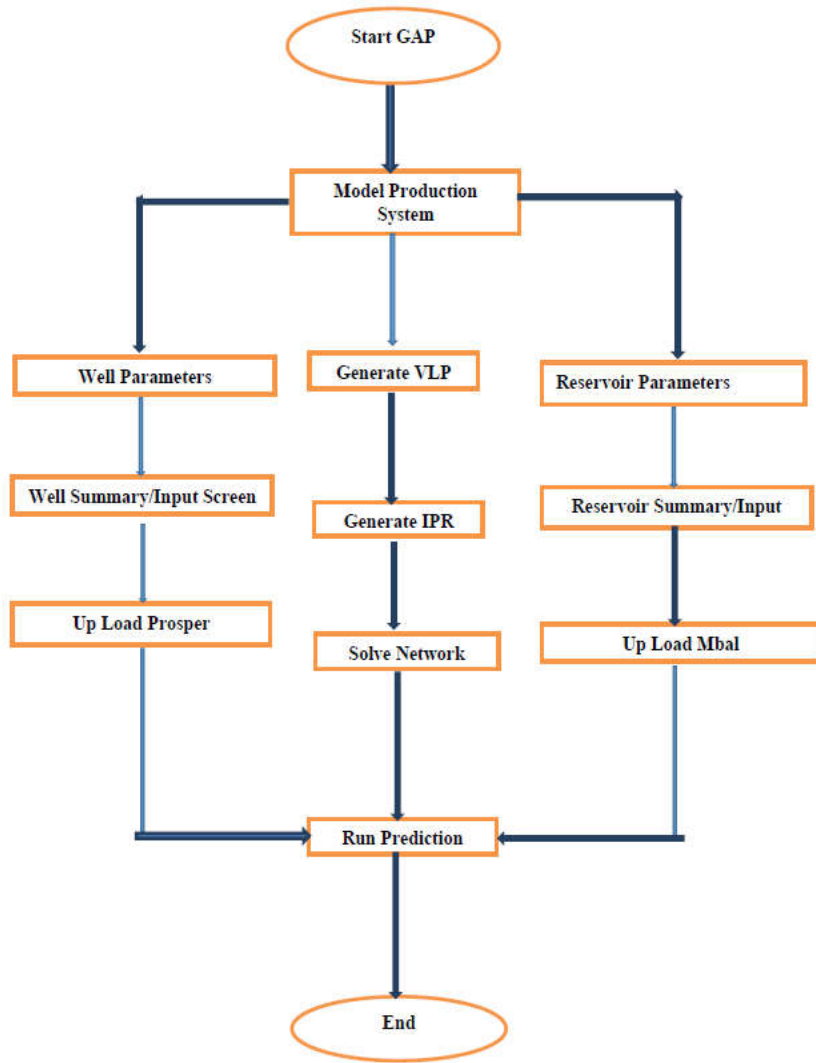 Start GAP
Model Production
System
Well Parameters
Generate VLP
Reservoir Parameters
Well Summary/Input Screen
Reservoir Summary/Input
Generate IPR
Up Load Prosper
Solve Network
Up Load Mbal
Run Prediction
End